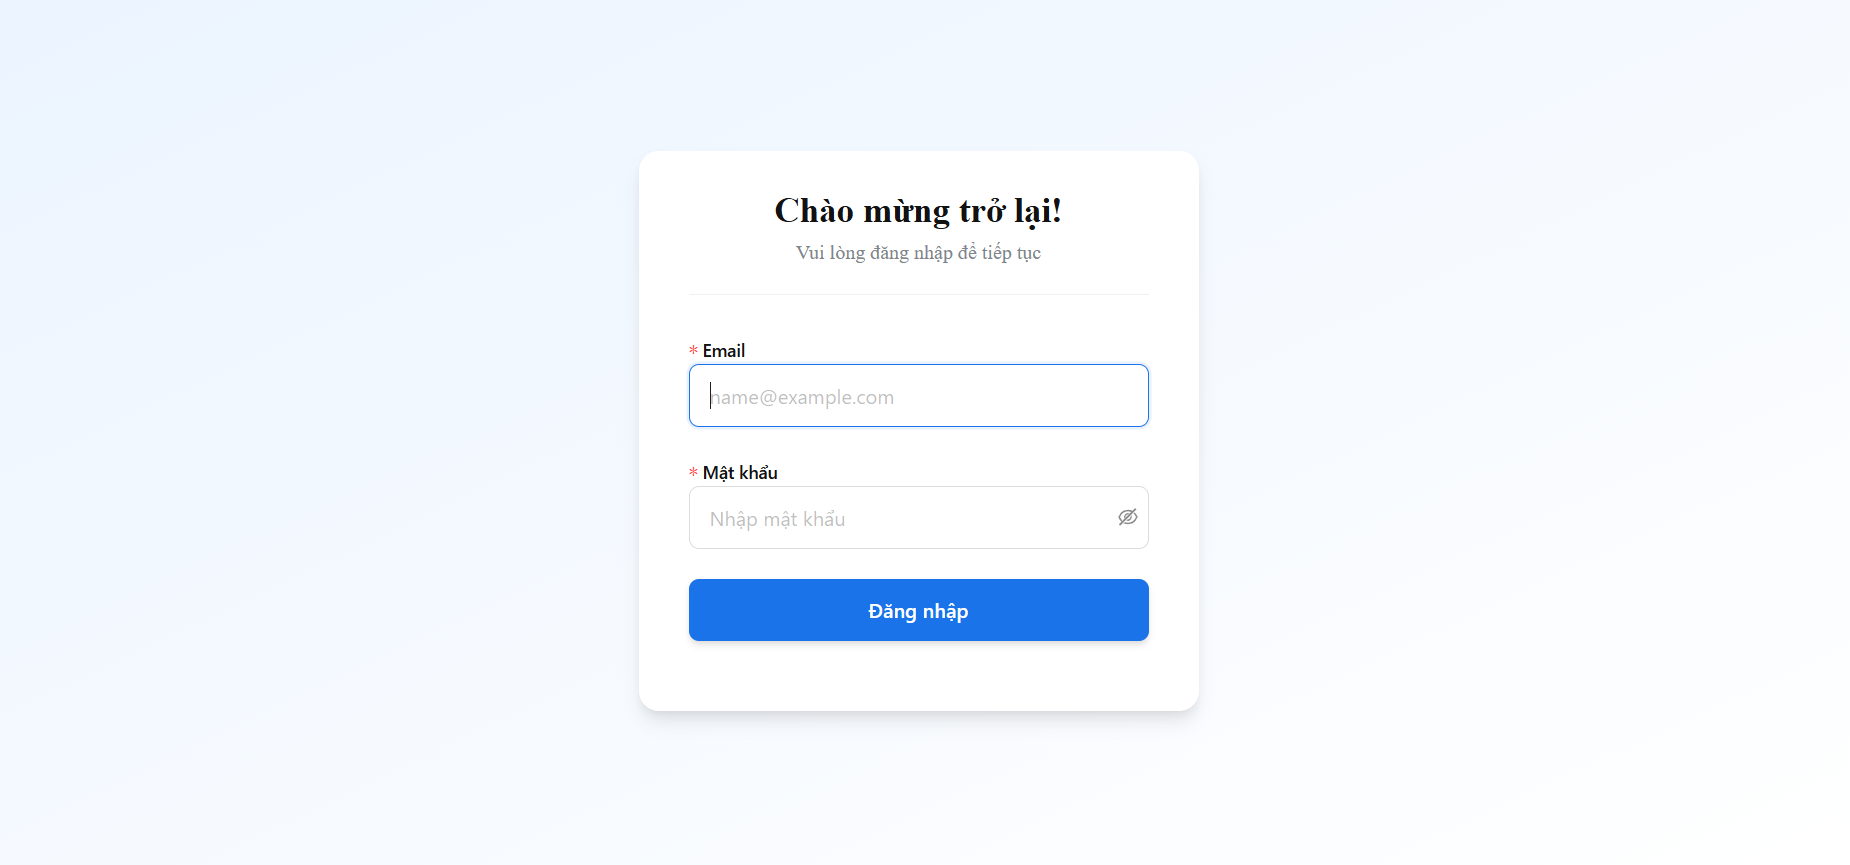 Chào mừng trở lại!
Vui lòng đăng nhập để tiếp tục
* Email
name@example.com
* Mật khẩu
Nhập mật khẩu
Đăng nhập